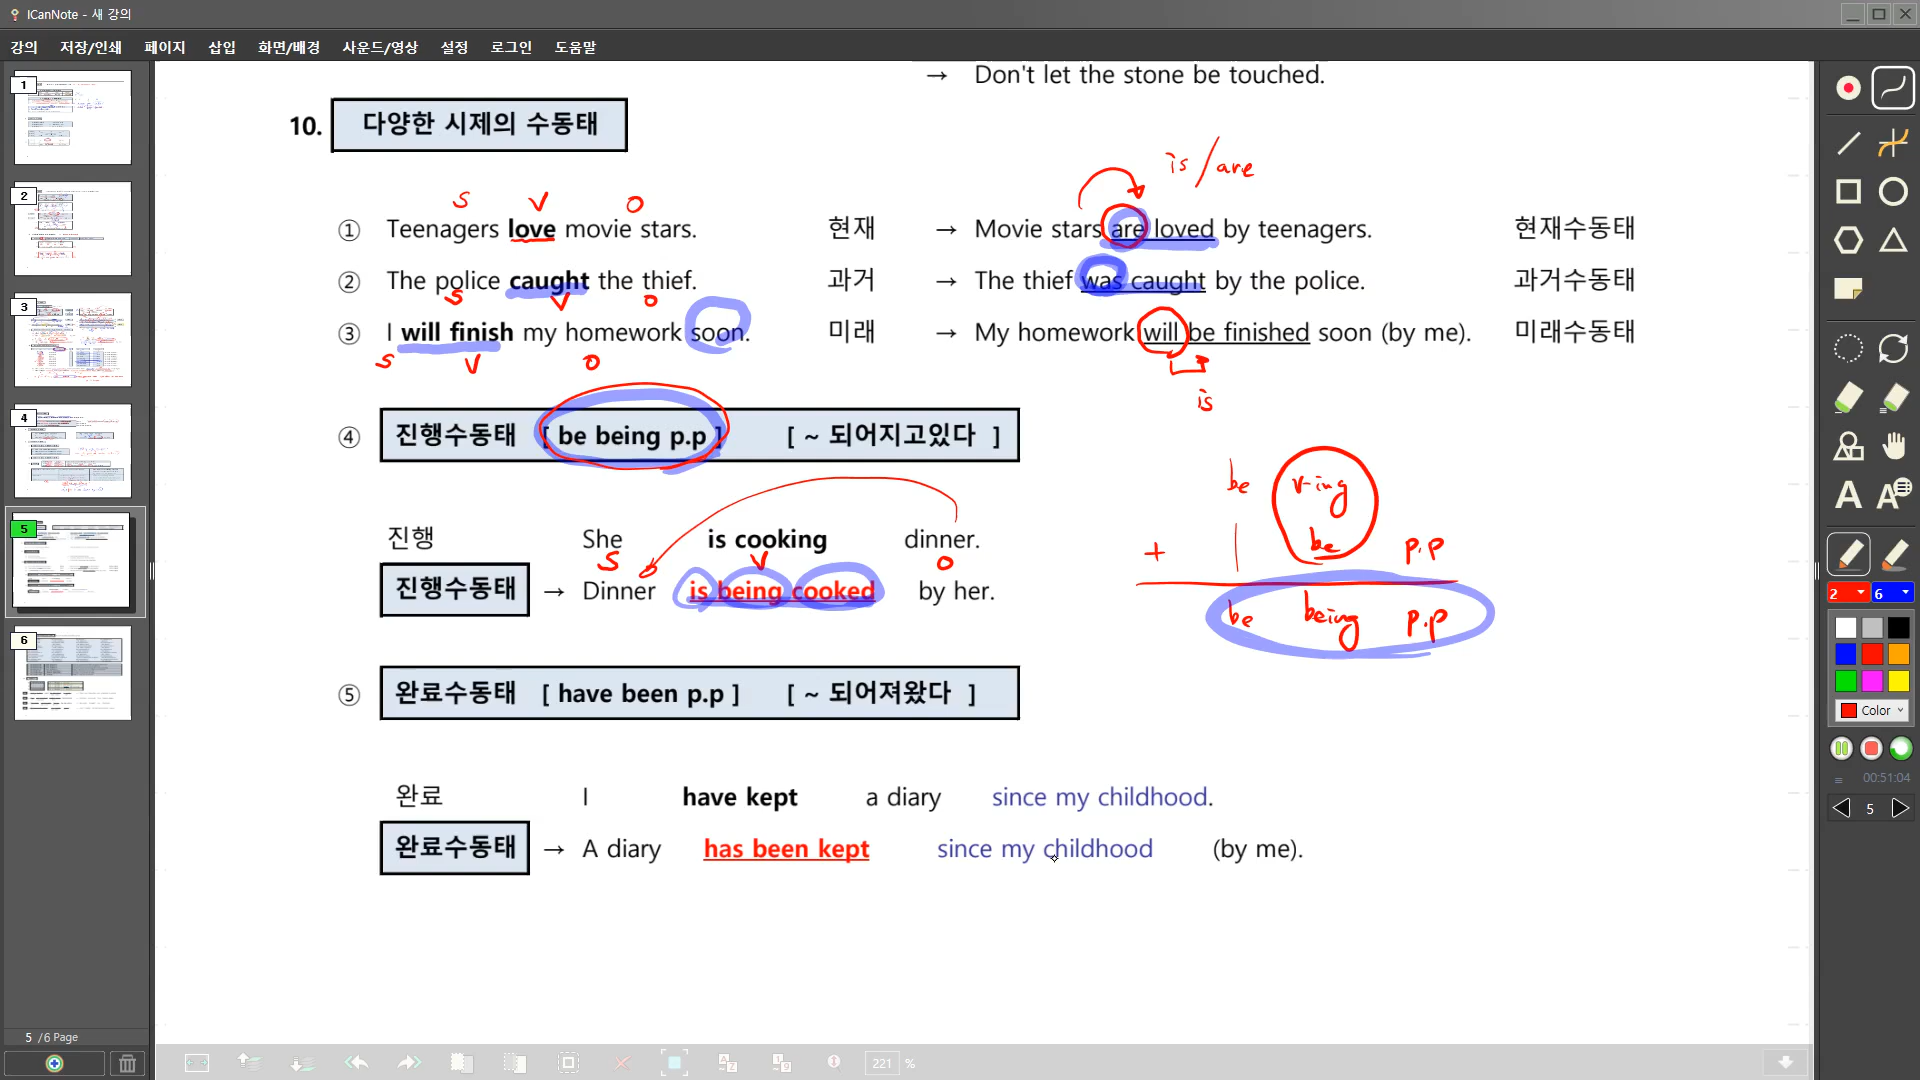 ICanNote - 새 강의
강의 저장/인쇄 페이지 삽입 화면/배경 사운드/영상 설정 로그인 도움말
→ Don't let the stone be touched.
10. 다양한 시제의 수동태
is / are
S V O
① Teenagers love movie stars. 현재 → Movie stars are loved by teenagers. 현재수동태
② The police caught the thief. 과거 → The thief was caught by the police. 과거수동태
S V O
③ I will finish my homework soon. 미래 → My homework will be finished soon (by me). 미래수동태
S V O
is
④ 진행수동태 [ be being p.p ] [ ~ 되어지고있다 ]
be v-ing
진행 She is cooking dinner.
S V O
+ be p.p
진행수동태 → Dinner is being cooked by her.
be being p.p
⑤ 완료수동태 [ have been p.p ] [ ~ 되어져왔다 ]
완료 I have kept a diary since my childhood.
완료수동태 → A diary has been kept since my childhood (by me).
1
2
3
4
5
6
5 /6 Page
221 %
A A
2 6
Color
00:51:04
5